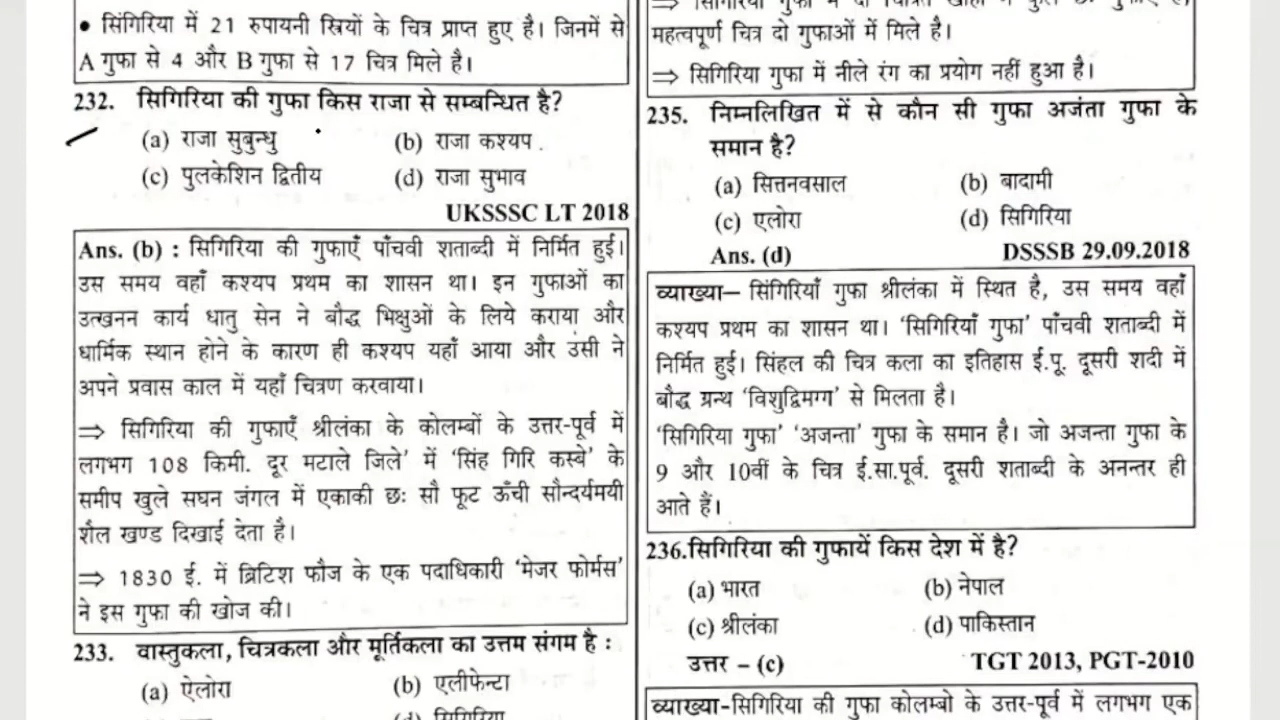 • सिंगिरिया में 21 रुपायनी स्त्रियों के चित्र प्राप्त हुए है। जिनमें से
A गुफा से 4 और B गुफा से 17 चित्र मिले है।
232. सिगिरिया की गुफा किस राजा से सम्बन्धित है?
(a) राजा सुबुन्धु (b) राजा कश्यप
(c) पुलकेशिन द्वितीय (d) राजा सुभाव
UKSSSC LT 2018
Ans. (b) : सिगिरिया की गुफाएँ पाँचवी शताब्दी में निर्मित हुई।
उस समय वहाँ कश्यप प्रथम का शासन था। इन गुफाओं का
उत्खनन कार्य धातु सेन ने बौद्ध भिक्षुओं के लिये कराया और
धार्मिक स्थान होने के कारण ही कश्यप यहाँ आया और उसी ने
अपने प्रवास काल में यहाँ चित्रण करवाया।
⇒ सिगिरिया की गुफाएँ श्रीलंका के कोलम्बों के उत्तर-पूर्व में
लगभग 108 किमी. दूर मटाले जिले' में 'सिंह गिरि कस्बे' के
समीप खुले सघन जंगल में एकाकी छः सौ फूट ऊँची सौन्दर्यमयी
शैल खण्ड दिखाई देता है।
⇒ 1830 ई. में ब्रिटिश फौज के एक पदाधिकारी 'मेजर फोर्मस'
ने इस गुफा की खोज की।
233. वास्तुकला, चित्रकला और मूर्तिकला का उत्तम संगम है :
(a) ऐलोरा (b) एलीफेन्टा
(d) सिगिरिया
महत्वपूर्ण चित्र दो गुफाओं में मिले है।
⇒ सिगिरिया गुफा में नीले रंग का प्रयोग नहीं हुआ है।
235. निम्नलिखित में से कौन सी गुफा अजंता गुफा के
समान है?
(a) सित्तनवसाल (b) बादामी
(c) एलोरा (d) सिगिरिया
Ans. (d) DSSSB 29.09.2018
व्याख्या– सिंगिरियाँ गुफा श्रीलंका में स्थित है, उस समय वहाँ
कश्यप प्रथम का शासन था। 'सिगिरियाँ गुफा' पाँचवी शताब्दी में
निर्मित हुई। सिंहल की चित्र कला का इतिहास ई.पू. दूसरी शदी में
बौद्ध ग्रन्थ 'विशुद्विमग्ग' से मिलता है।
'सिगिरिया गुफा' 'अजन्ता' गुफा के समान है। जो अजन्ता गुफा के
9 और 10वीं के चित्र ई.सा.पूर्व. दूसरी शताब्दी के अनन्तर ही
आते हैं।
236.सिगिरिया की गुफायें किस देश में है?
(a) भारत (b) नेपाल
(c) श्रीलंका (d) पाकिस्तान
उत्तर – (c) TGT 2013, PGT-2010
व्याख्या-सिगिरिया की गुफा कोलम्बो के उत्तर-पूर्व में लगभग एक